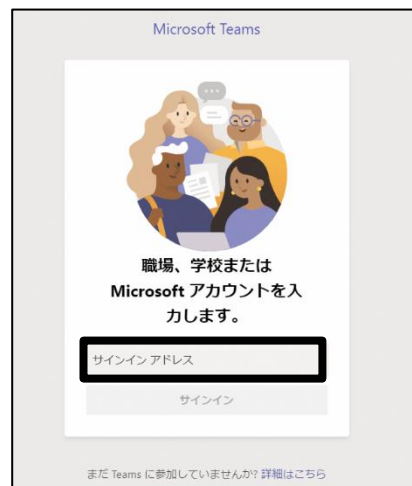 Microsoft Teams
職場、学校または
Microsoft アカウントを入
力します。
サインイン アドレス
サインイン
まだ Teams に参加していませんか? 詳細はこちら